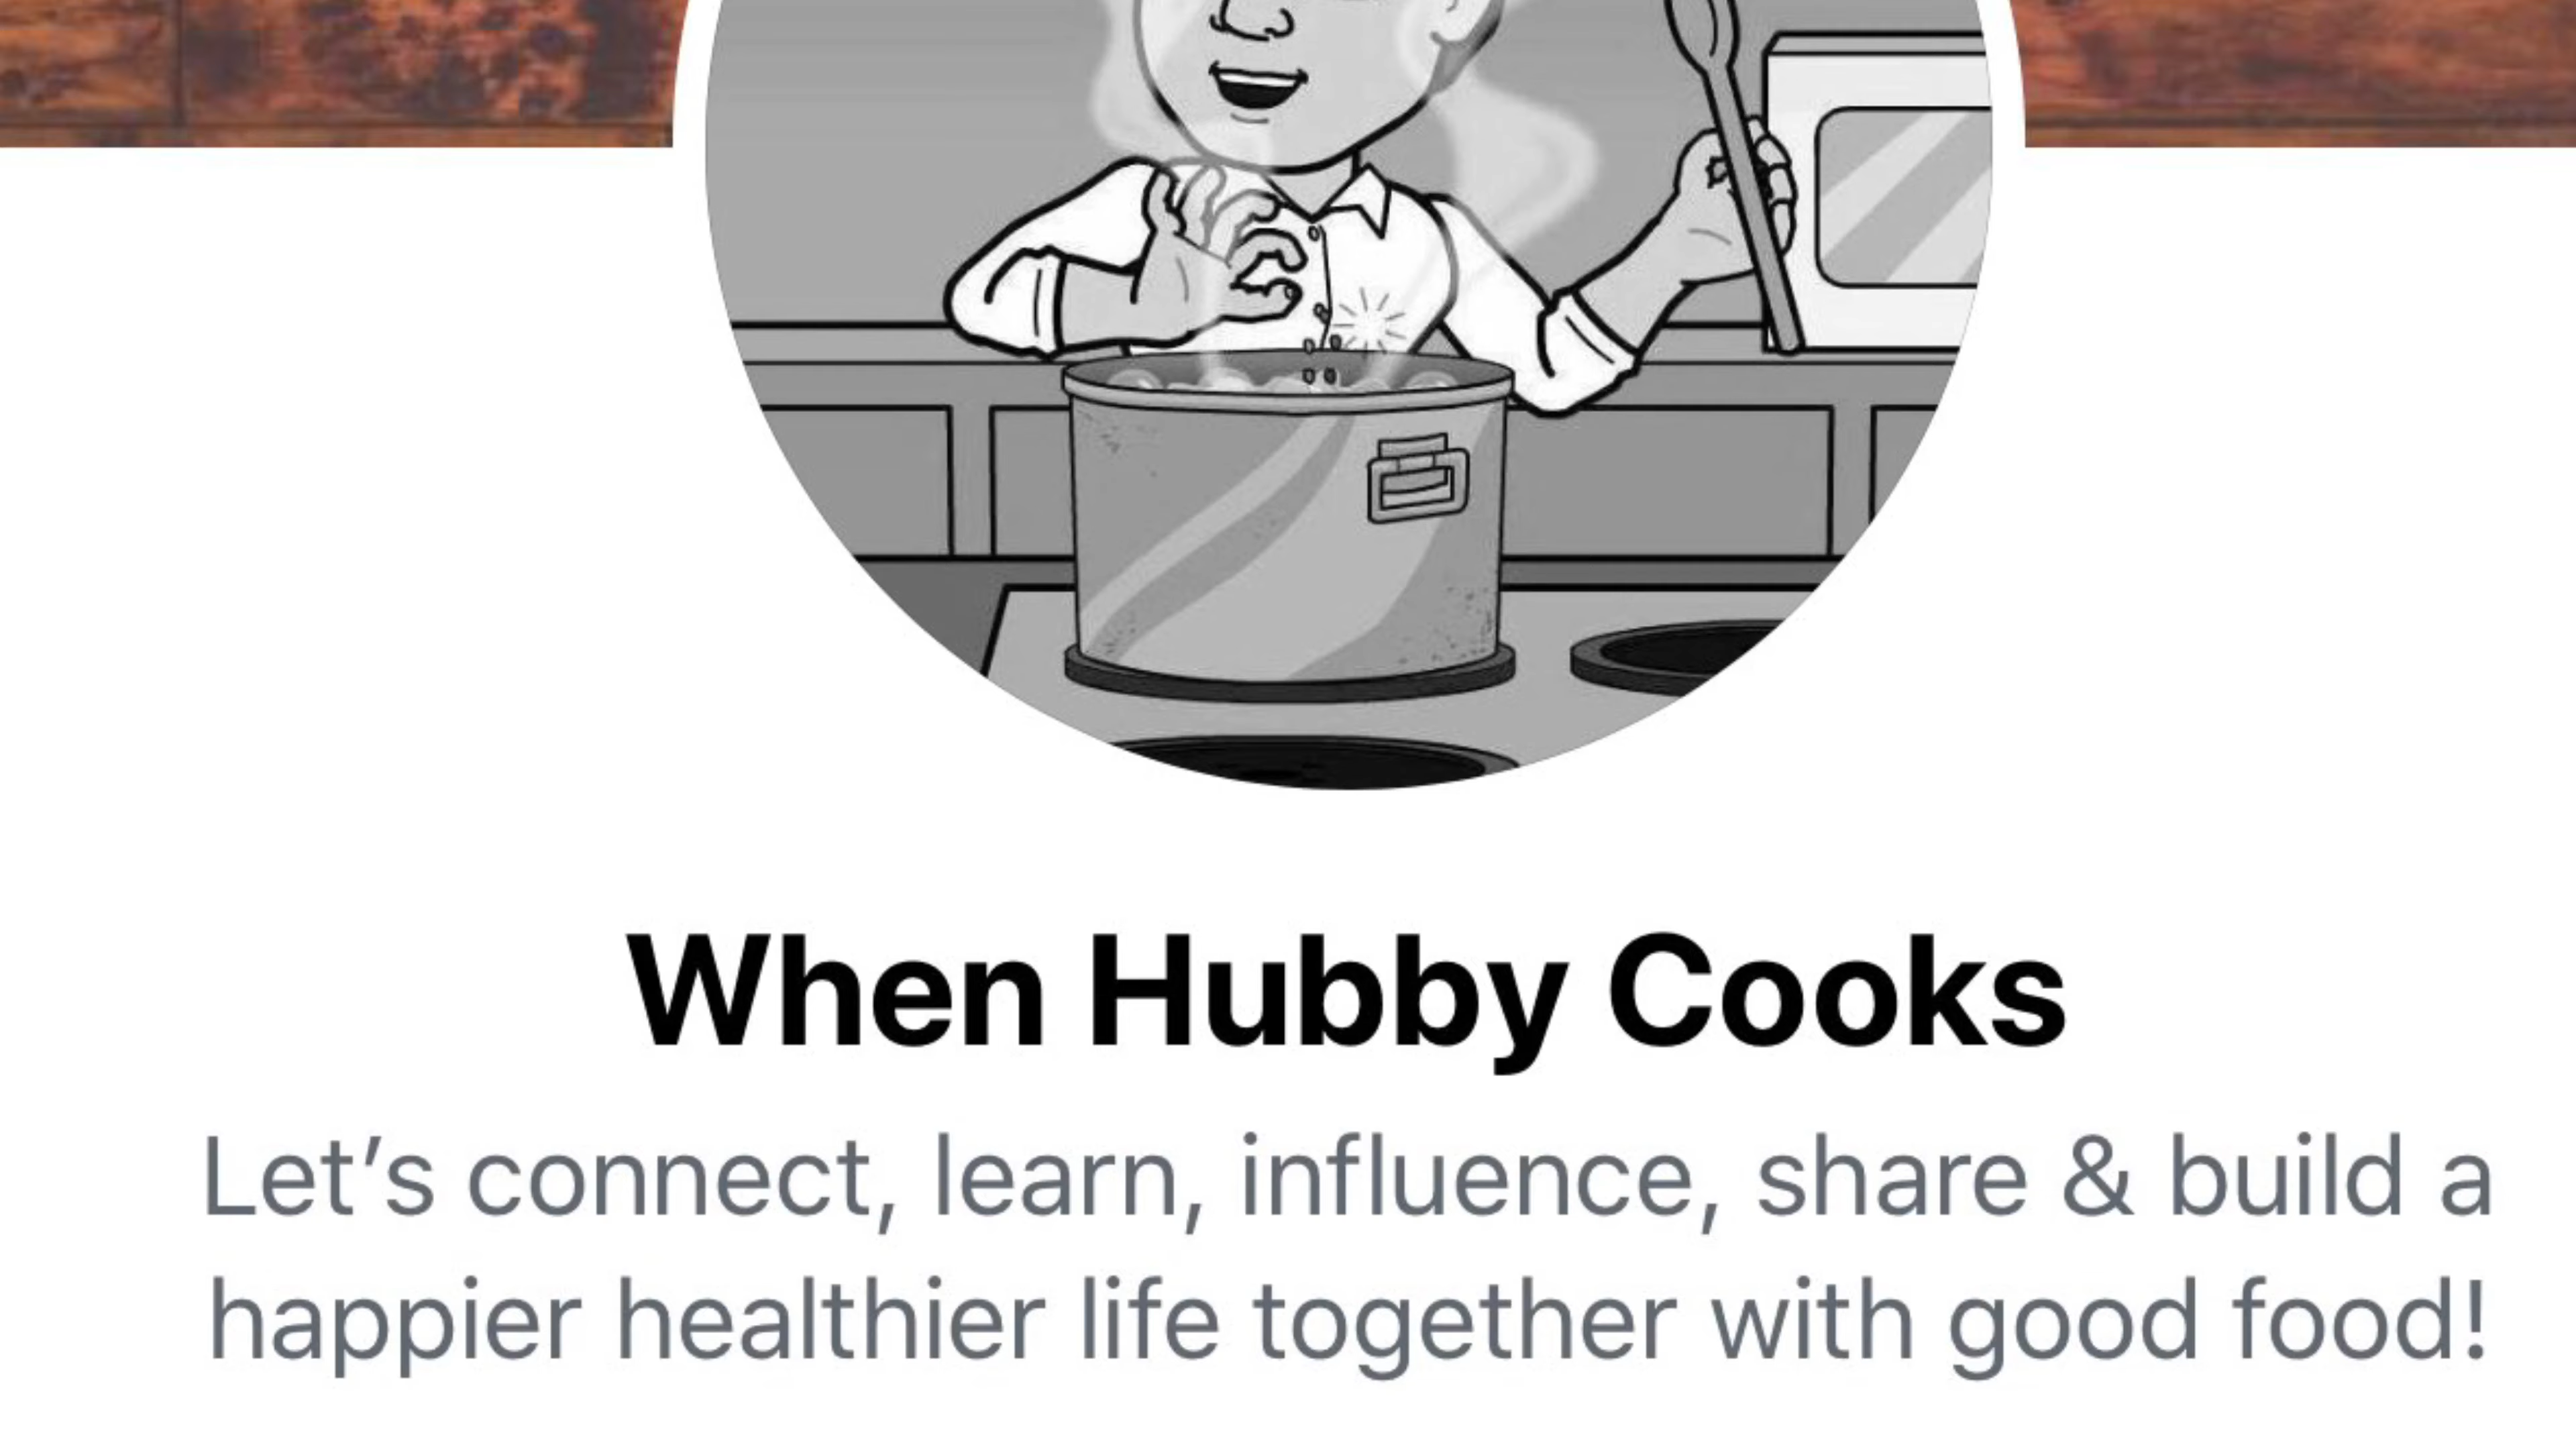 When Hubby Cooks
Let’s connect, learn, influence, share & build a
happier healthier life together with good food!